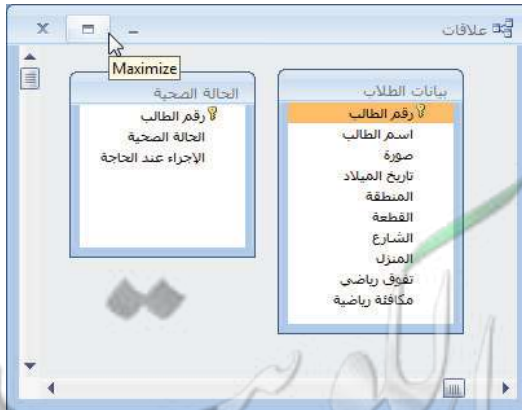 علاقات
Maximize
بيانات الطلاب
رقم الطالب
اسم الطالب
صورة
تاريخ الميلاد
المنطقة
القطعة
الشارع
المنزل
تفوق رياضي
مكافئة رياضية
الحالة الصحية
رقم الطالب
الحالة الصحية
الإجراء عند الحاجة